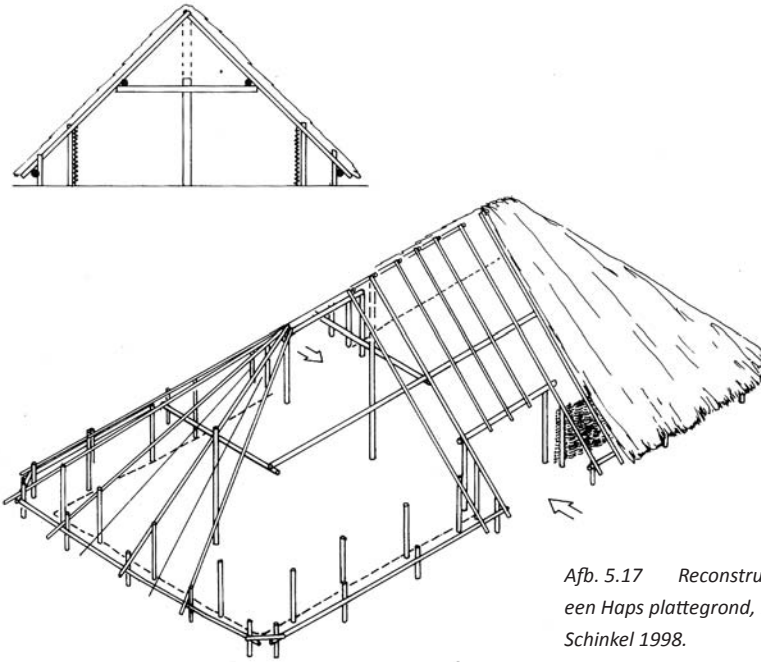 Afb. 5.17 Reconstru
een Haps plattegrond,
Schinkel 1998.